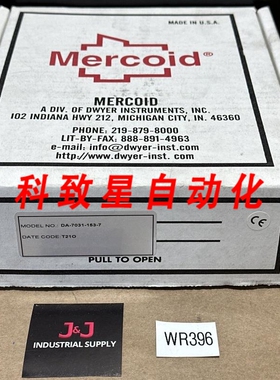 MADE IN U.S.A.
Mercoid®
MERCOID
A DIV. OF DWYER INSTRUMENTS, INC.
102 INDIANA HWY 212, MICHIGAN CITY, IN. 46360
PHONE: 219-879-8000
LIT-BY-FAX: 888-891-4963
e-mail: info@dwyer-inst.com
http://www.dwyer-inst.com
科致星自动化
MODEL NO. DA-7031-153-7
DATE CODE: T21O
PULL TO OPEN
J&J
INDUSTRIAL SUPPLY
WR396